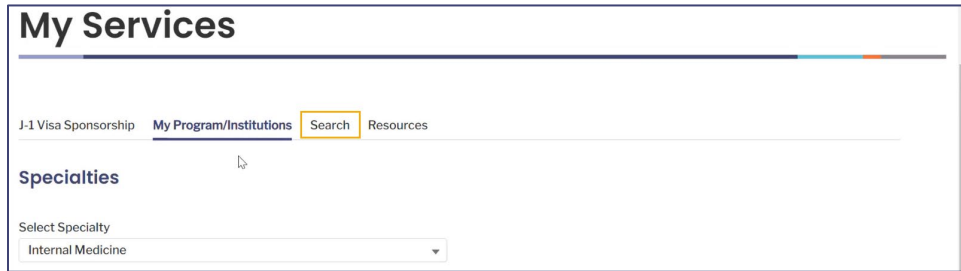 My Services
J-1 Visa Sponsorship My Program/Institutions Search Resources
Specialties
Select Specialty
Internal Medicine